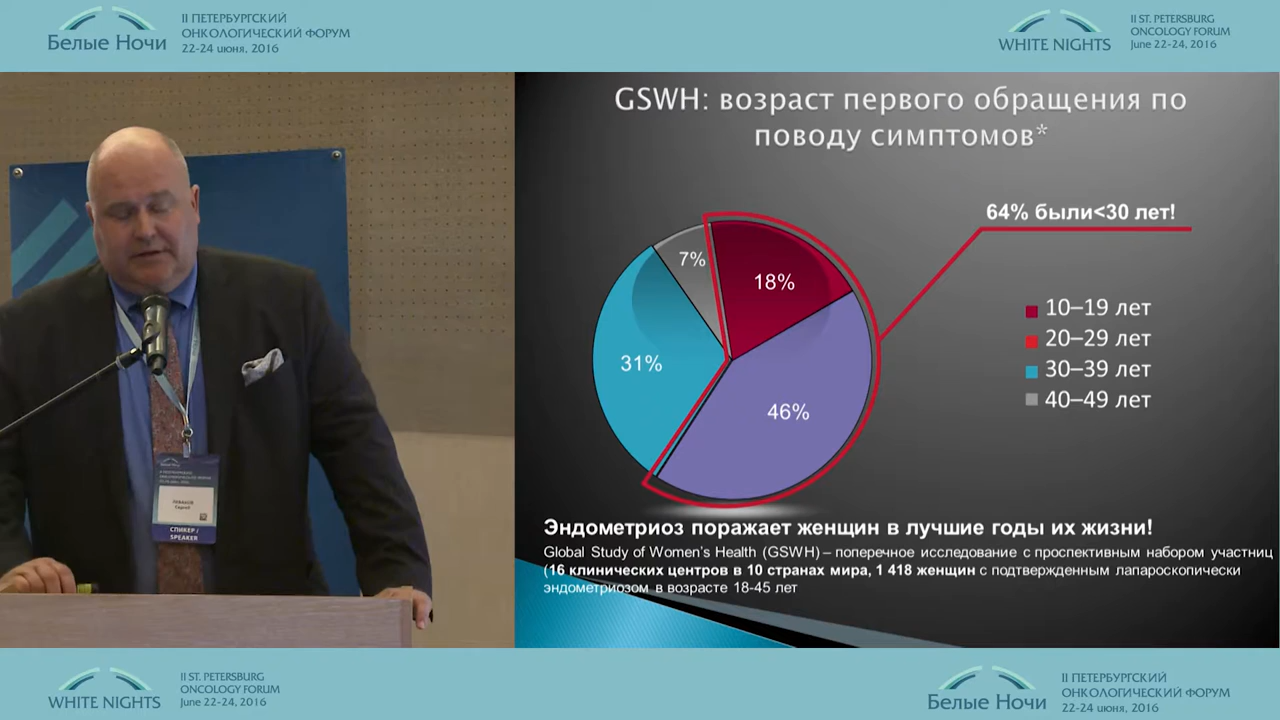 Белые Ночи
II ПЕТЕРБУРГСКИЙ
ОНКОЛОГИЧЕСКИЙ ФОРУМ
22-24 июня, 2016
WHITE NIGHTS
II ST. PETERSBURG
ONCOLOGY FORUM
June 22-24, 2016
GSWH: возраст первого обращения по
поводу симптомов*
64% были<30 лет!
7%
18%
31%
46%
10–19 лет
20–29 лет
30–39 лет
40–49 лет
Эндометриоз поражает женщин в лучшие годы их жизни!
Global Study of Women's Health (GSWH) – поперечное исследование с проспективным набором участниц
(16 клинических центров в 10 странах мира, 1 418 женщин с подтвержденным лапароскопически
эндометриозом в возрасте 18-45 лет
СПИКЕР /
SPEAKER
WHITE NIGHTS
II ST. PETERSBURG
ONCOLOGY FORUM
June 22-24, 2016
Белые Ночи
II ПЕТЕРБУРГСКИЙ
ОНКОЛОГИЧЕСКИЙ ФОРУМ
22-24 июня, 2016